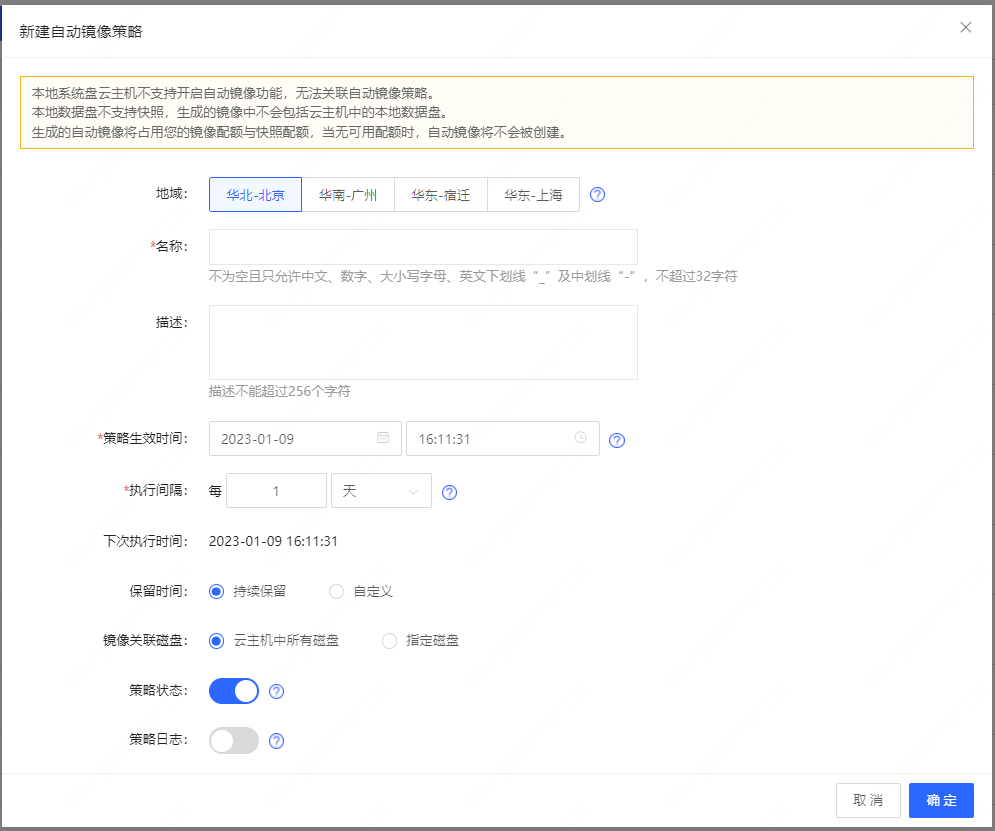 新建自动镜像策略
本地系统盘云主机不支持开启自动镜像功能，无法关联自动镜像策略。
本地数据盘不支持快照，生成的镜像中不会包括云主机中的本地数据盘。
生成的自动镜像将占用您的镜像配额与快照配额，当无可用配额时，自动镜像将不会被创建。
地域： 华北-北京 华南-广州 华东-宿迁 华东-上海 ?
*名称：
不为空且只允许中文、数字、大小写字母、英文下划线“_”及中划线“-”，不超过32字符
描述：
描述不能超过256个字符
*策略生效时间： 2023-01-09 16:11:31 ?
*执行间隔： 每 1 天 ?
下次执行时间： 2023-01-09 16:11:31
保留时间： 持续保留 自定义
镜像关联磁盘： 云主机中所有磁盘 指定磁盘
策略状态： ?
策略日志： ?
取消 确定